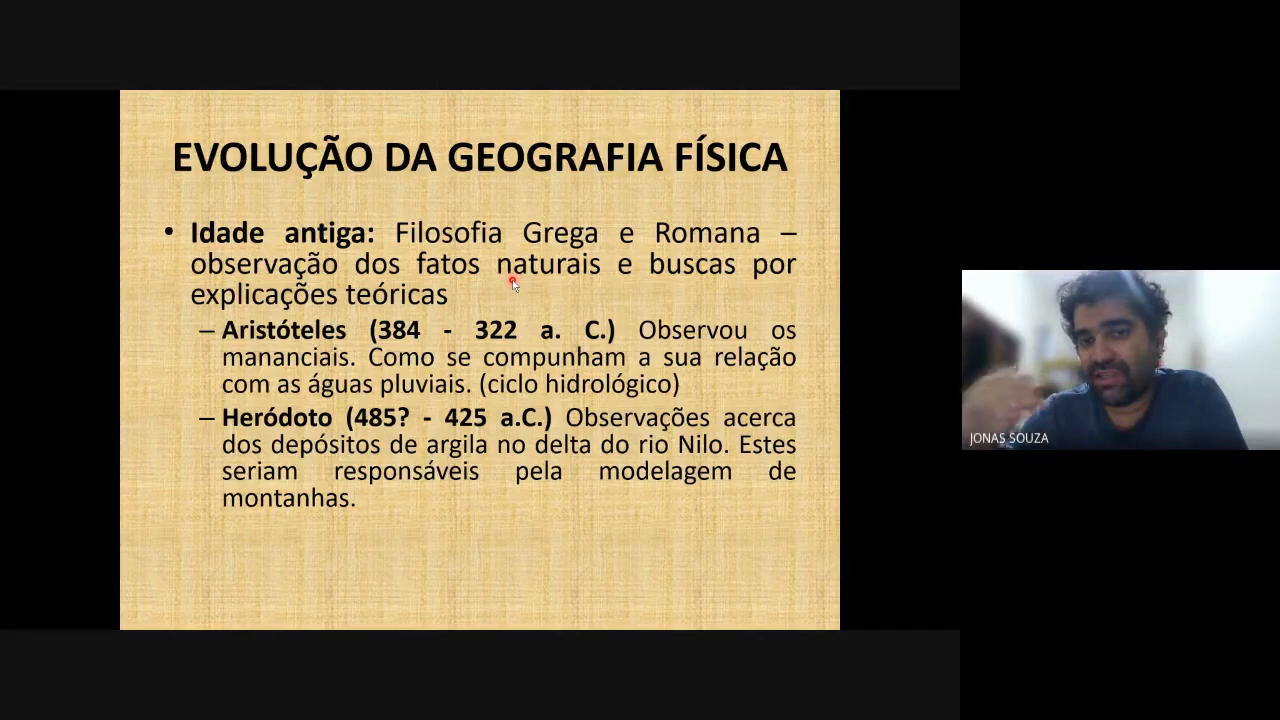 EVOLUÇÃO DA GEOGRAFIA FÍSICA
• Idade antiga: Filosofia Grega e Romana –
observação dos fatos naturais e buscas por
explicações teóricas
– Aristóteles (384 - 322 a. C.) Observou os
mananciais. Como se compunham a sua relação
com as águas pluviais. (ciclo hidrológico)
– Heródoto (485? - 425 a.C.) Observações acerca
dos depósitos de argila no delta do rio Nilo. Estes
seriam responsáveis pela modelagem de
montanhas.
JONAS SOUZA